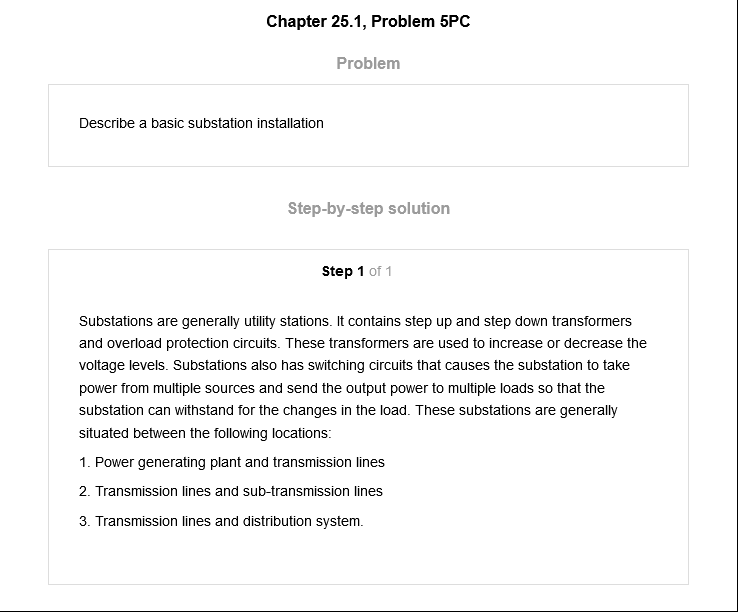 Chapter 25.1, Problem 5PC
Problem
Describe a basic substation installation
Step-by-step solution
Step 1 of 1
Substations are generally utility stations. It contains step up and step down transformers
and overload protection circuits. These transformers are used to increase or decrease the
voltage levels. Substations also has switching circuits that causes the substation to take
power from multiple sources and send the output power to multiple loads so that the
substation can withstand for the changes in the load. These substations are generally
situated between the following locations:
1. Power generating plant and transmission lines
2. Transmission lines and sub-transmission lines
3. Transmission lines and distribution system.